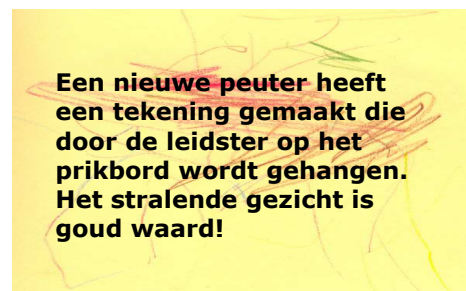 Een nieuwe peuter heeft
een tekening gemaakt die
door de leidster op het
prikbord wordt gehangen.
Het stralende gezicht is
goud waard!